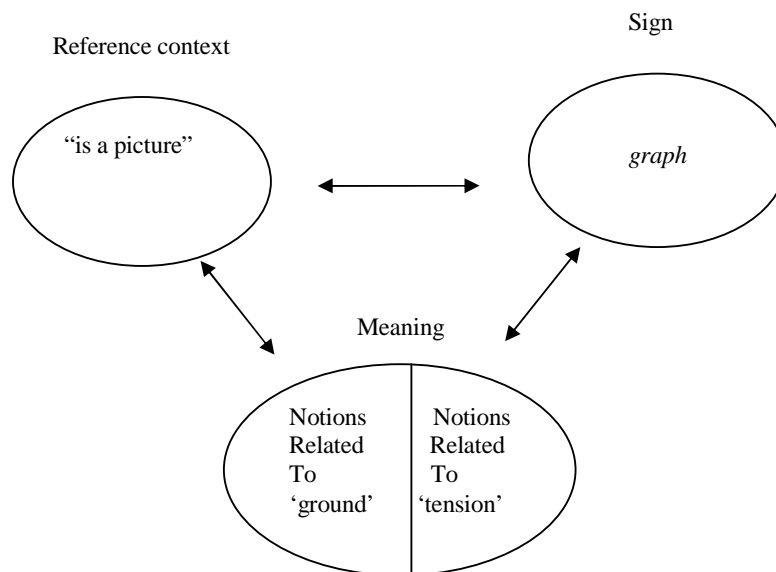 Sign
Reference context
“is a picture”
graph
Meaning
Notions
Related
To
‘ground’
Notions
Related
To
‘tension’